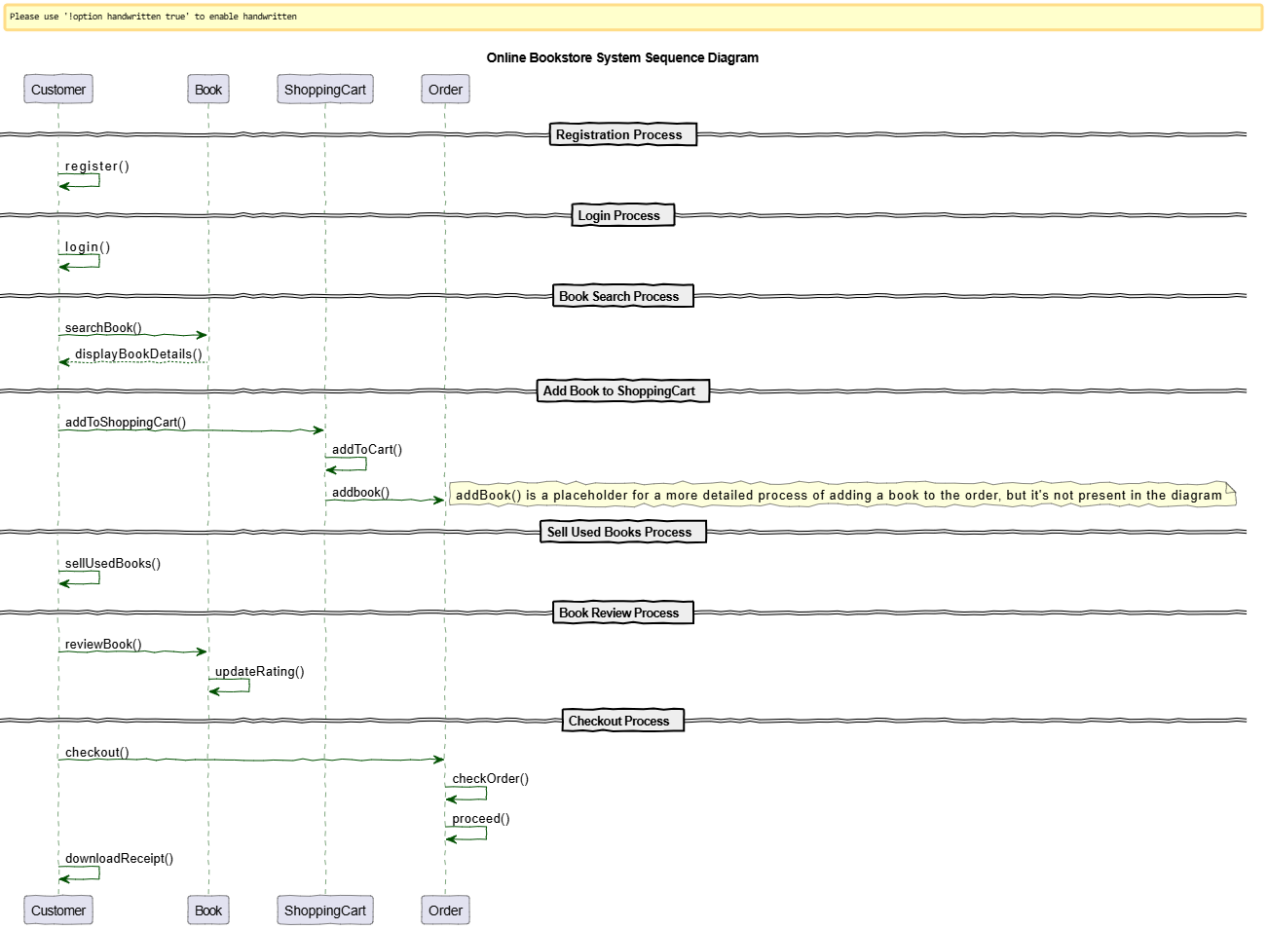 Please use '!option handwritten true' to enable handwritten
Online Bookstore System Sequence Diagram
Customer Book ShoppingCart Order
Registration Process
register()
Login Process
login()
Book Search Process
searchBook()
displayBookDetails()
Add Book to ShoppingCart
addToShoppingCart()
addToCart()
addbook() addBook() is a placeholder for a more detailed process of adding a book to the order, but it's not present in the diagram
Sell Used Books Process
sellUsedBooks()
Book Review Process
reviewBook()
updateRating()
Checkout Process
checkout()
checkOrder()
proceed()
downloadReceipt()
Customer Book ShoppingCart Order